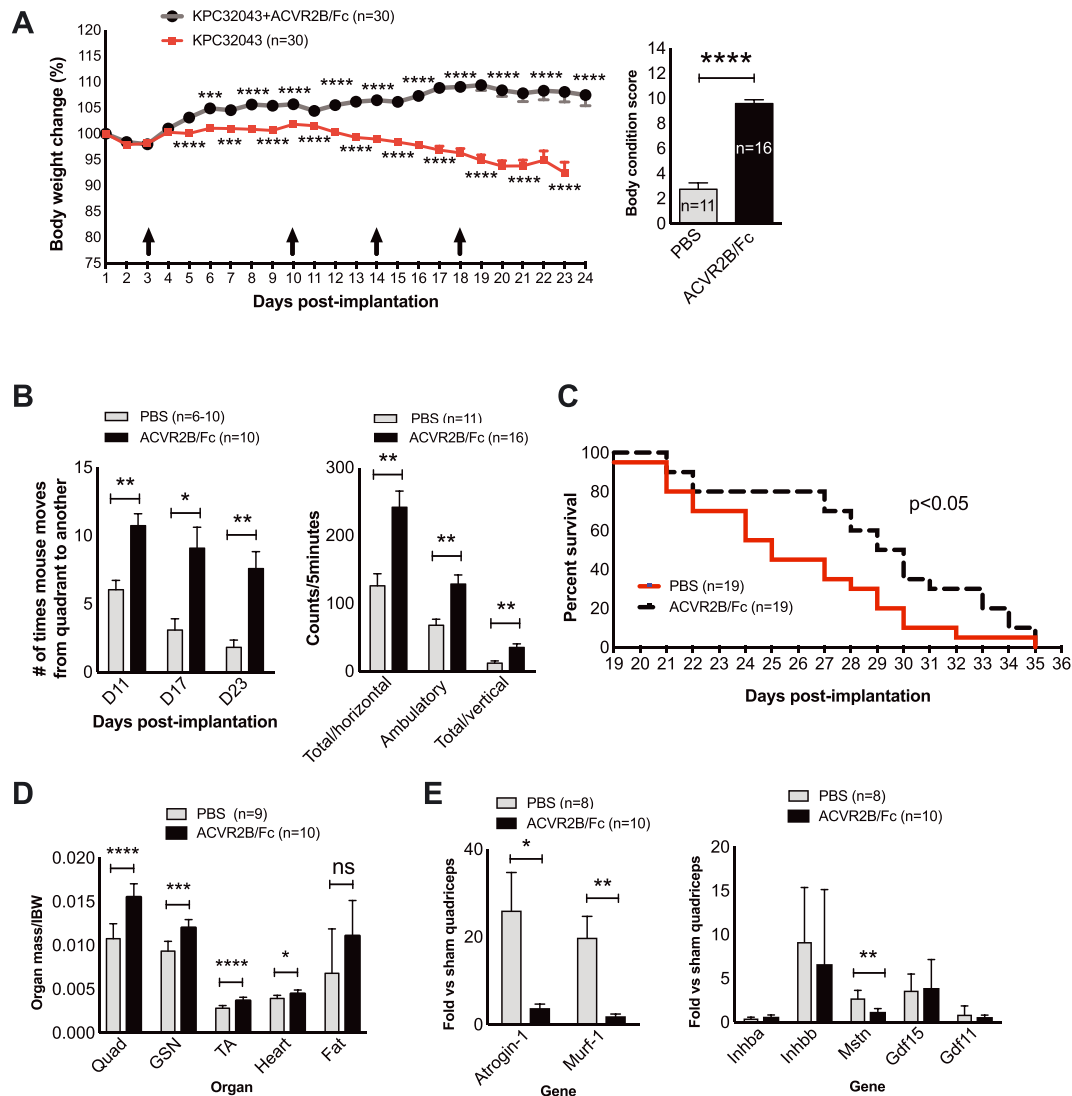 A
KPC32043+ACVR2B/Fc (n=30)
KPC32043 (n=30)
Body weight change (%)
120
115
110
105
100
95
90
85
80
75
*** **** **** **** **** **** **** **** **** ****
**** *** **** **** **** **** **** **** **** ****
1 2 3 4 5 6 7 8 9 10 11 12 13 14 15 16 17 18 19 20 21 22 23 24
Days post-implantation
Body condition score
14
12
10
8
6
4
2
0
****
n=11
n=16
PBS
ACVR2B/Fc
B
PBS (n=6-10)
ACVR2B/Fc (n=10)
# of times mouse moves
from quadrant to another
15
10
5
0
** * **
D11 D17 D23
Days post-implantation
PBS (n=11)
ACVR2B/Fc (n=16)
Counts/5minutes
300
200
100
0
** ** **
Total/horizontal
Ambulatory
Total/vertical
C
Percent survival
100
80
60
40
20
0
p<0.05
PBS (n=19)
ACVR2B/Fc (n=19)
19 20 21 22 23 24 25 26 27 28 29 30 31 32 33 34 35 36
Days post-implantation
D
PBS (n=9)
ACVR2B/Fc (n=10)
Organ mass/IBW
0.020
0.015
0.010
0.005
0.000
**** *** **** * ns
Quad GSN TA Heart Fat
Organ
E
PBS (n=8)
ACVR2B/Fc (n=10)
Fold vs sham quadriceps
40
20
0
* **
Atrogin-1 Murf-1
Gene
PBS (n=8)
ACVR2B/Fc (n=10)
Fold vs sham quadriceps
20
15
10
5
0
**
Inhba Inhbb Mstn Gdf15 Gdf11
Gene